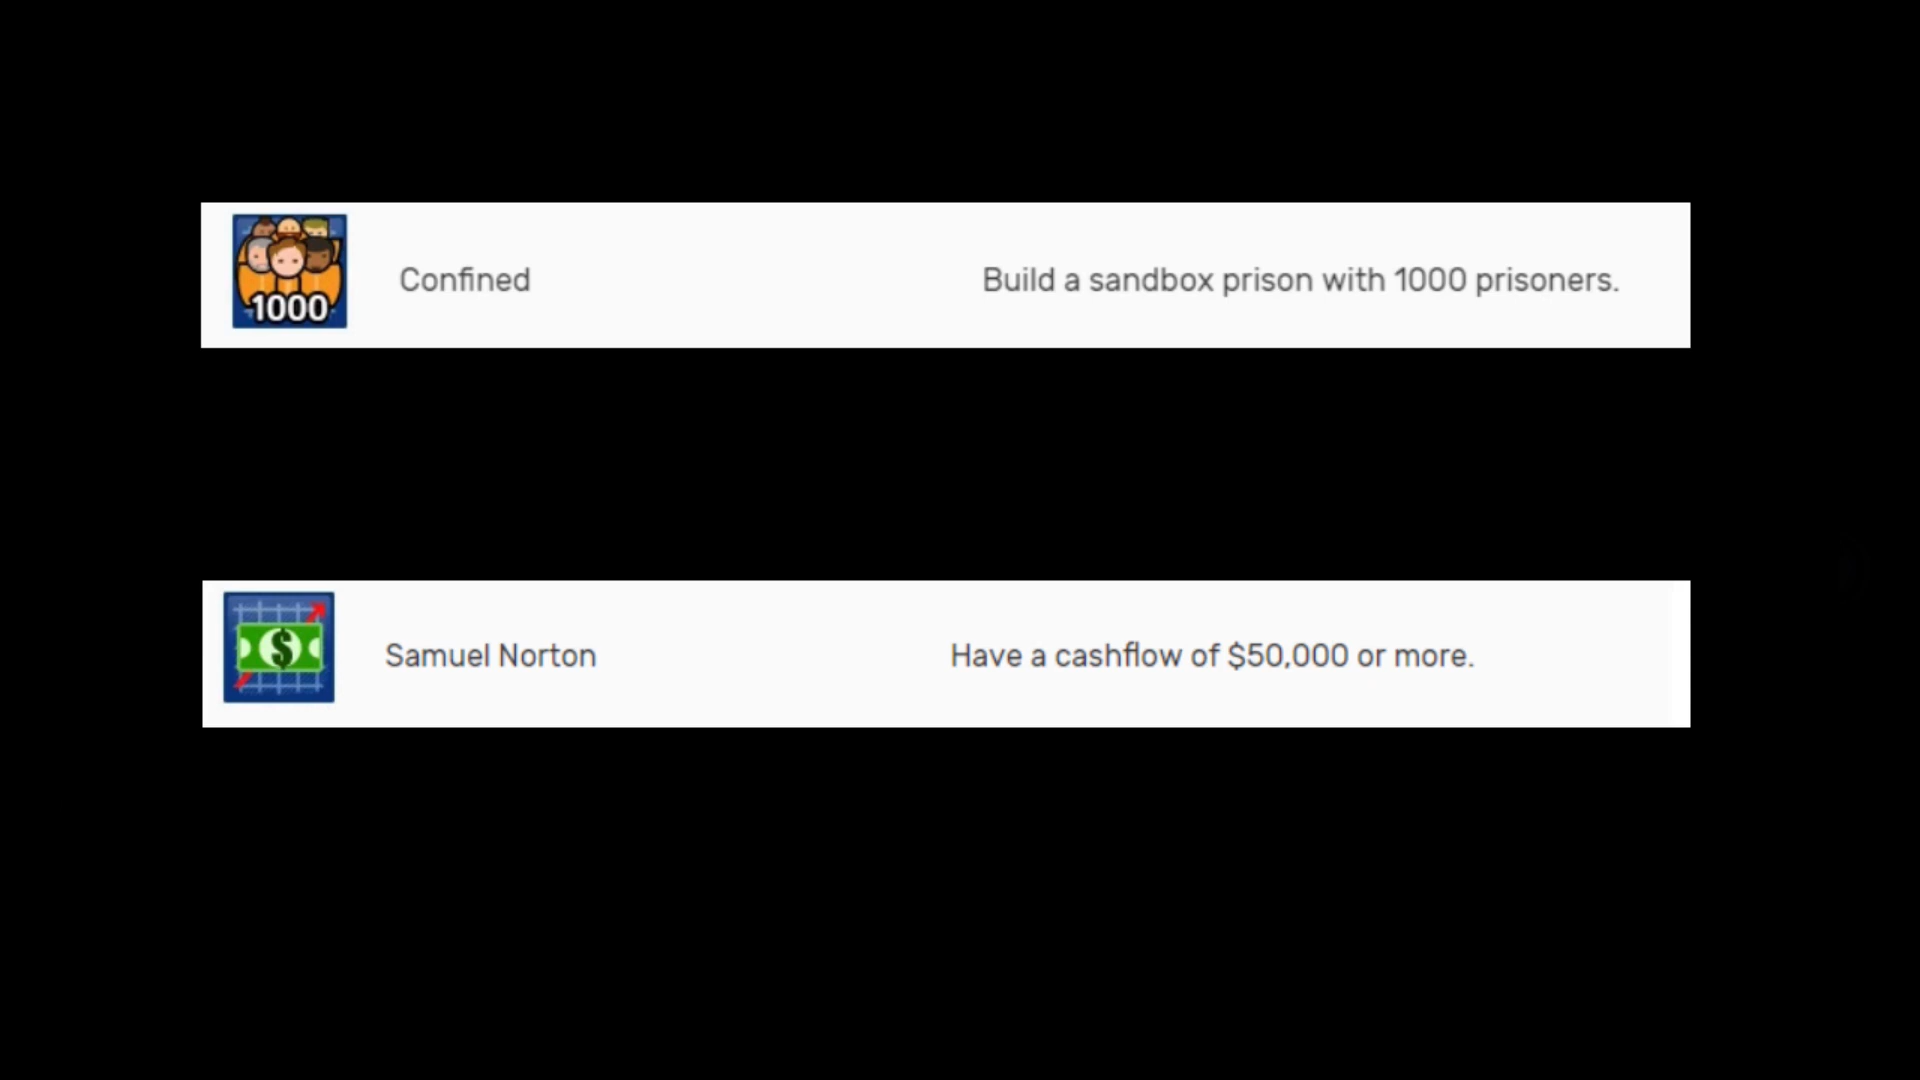 1000
Confined
Build a sandbox prison with 1000 prisoners.
$
Samuel Norton
Have a cashflow of $50,000 or more.